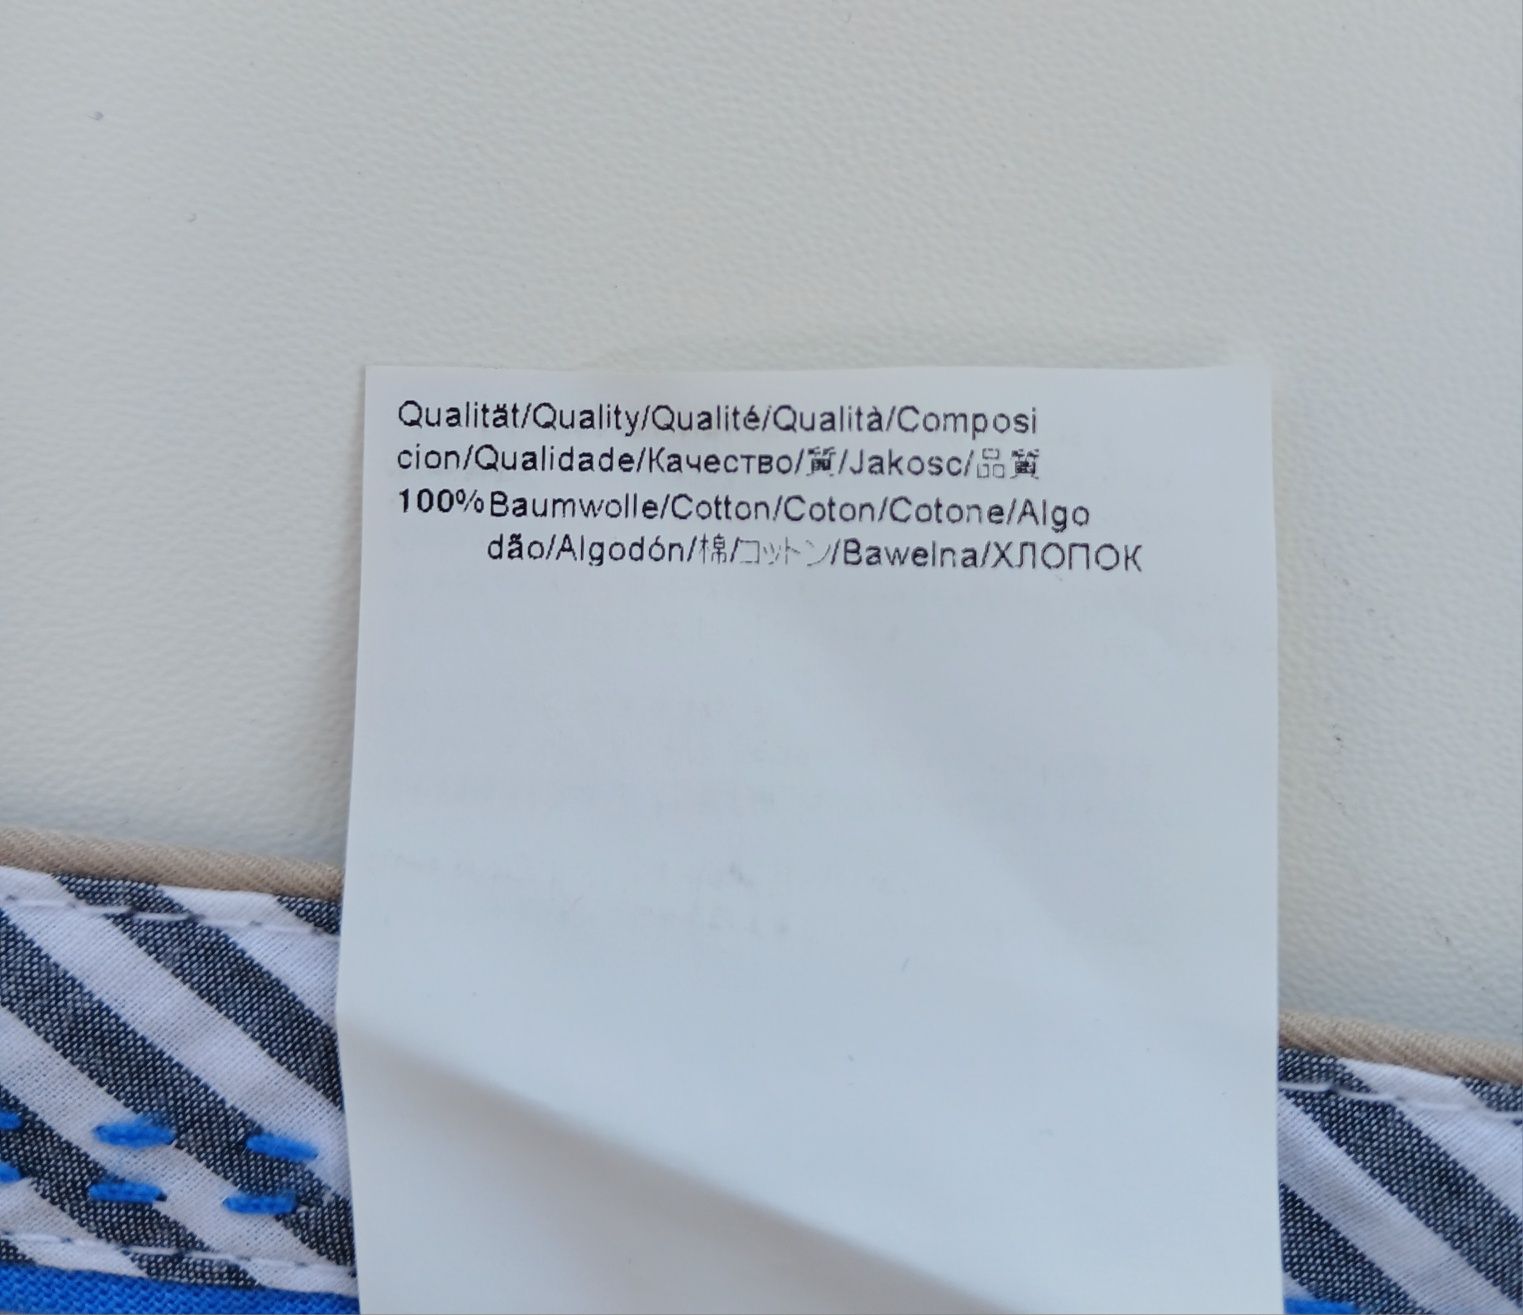 Qualität/Quality/Qualité/Qualità/Composi
cion/Qualidade/Качество/質/Jakosc/品質
100%Baumwolle/Cotton/Coton/Cotone/Algo
dão/Algodón/棉/コットン/Bawelna/ХЛОПОК